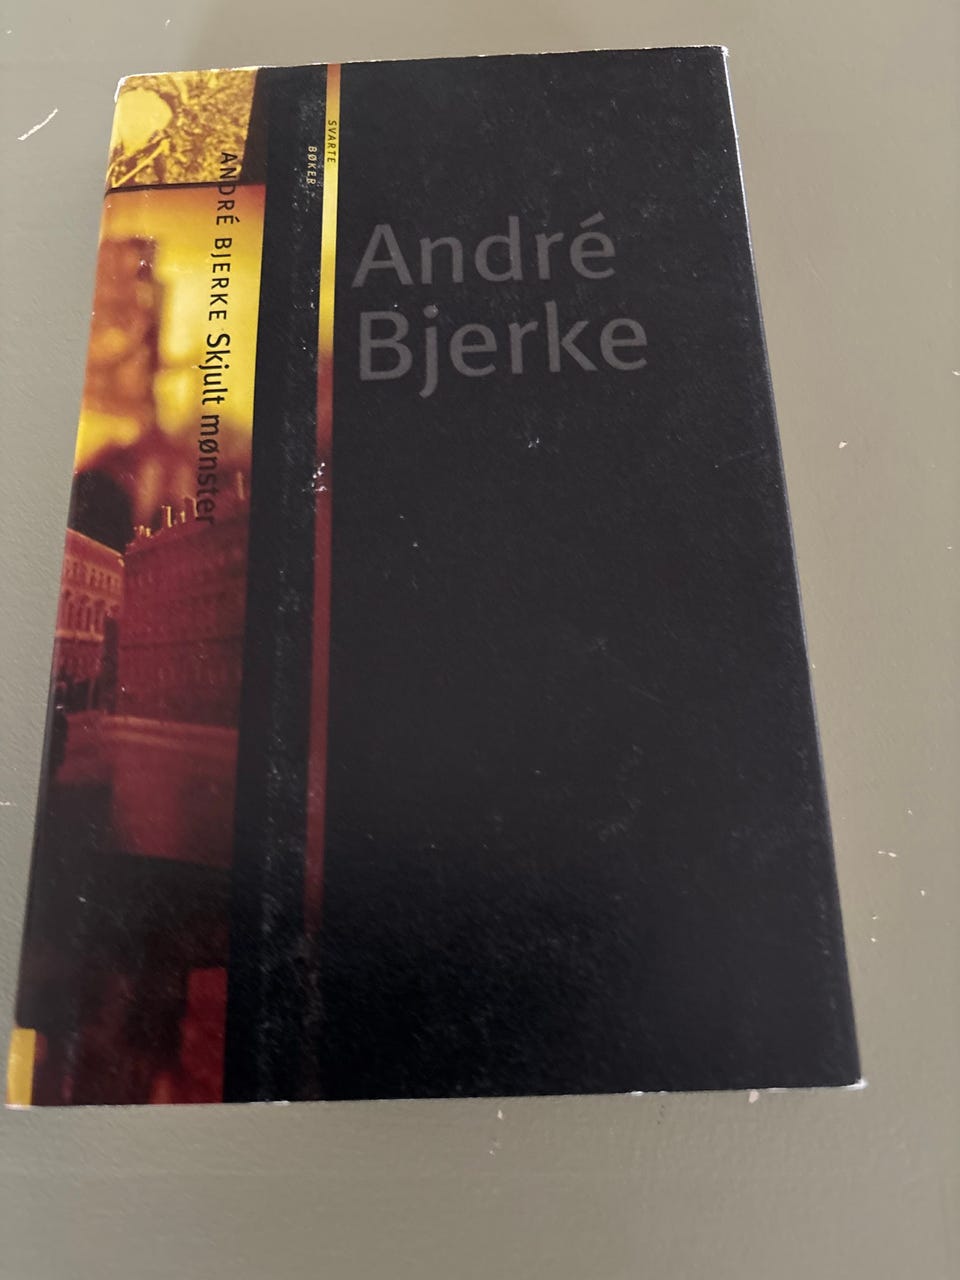 ANDRÉ BJERKE Skjult mønster
SVARTE
BØKER
André
Bjerke